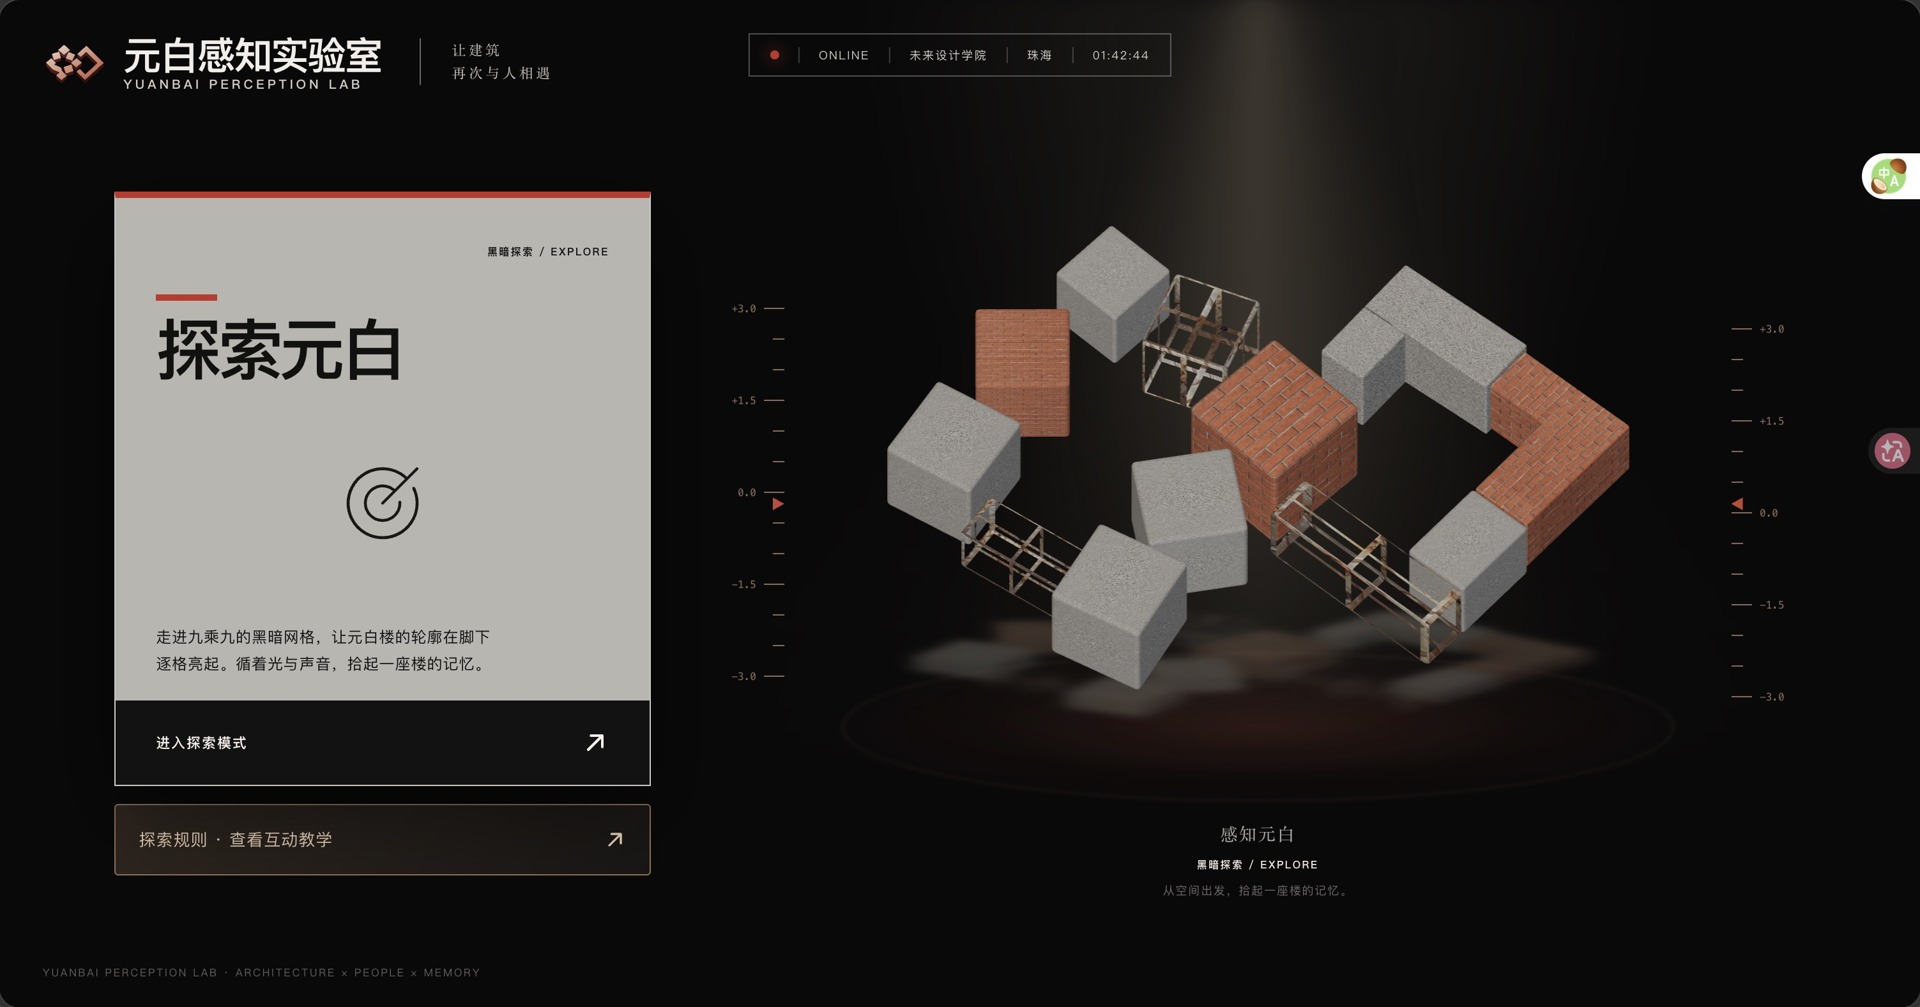 元白感知实验室
YUANBAI PERCEPTION LAB
让建筑
再次与人相遇
ONLINE
未来设计学院
珠海
01:42:44
黑暗探索 / EXPLORE
探索元白
走进九乘九的黑暗网格，让元白楼的轮廓在脚下
逐格亮起。循着光与声音，拾起一座楼的记忆。
进入探索模式
探索规则 · 查看互动教学
+3.0
+1.5
0.0
-1.5
-3.0
+3.0
+1.5
0.0
-1.5
-3.0
中
A
A
感知元白
黑暗探索 / EXPLORE
从空间出发，拾起一座楼的记忆。
YUANBAI PERCEPTION LAB · ARCHITECTURE × PEOPLE × MEMORY